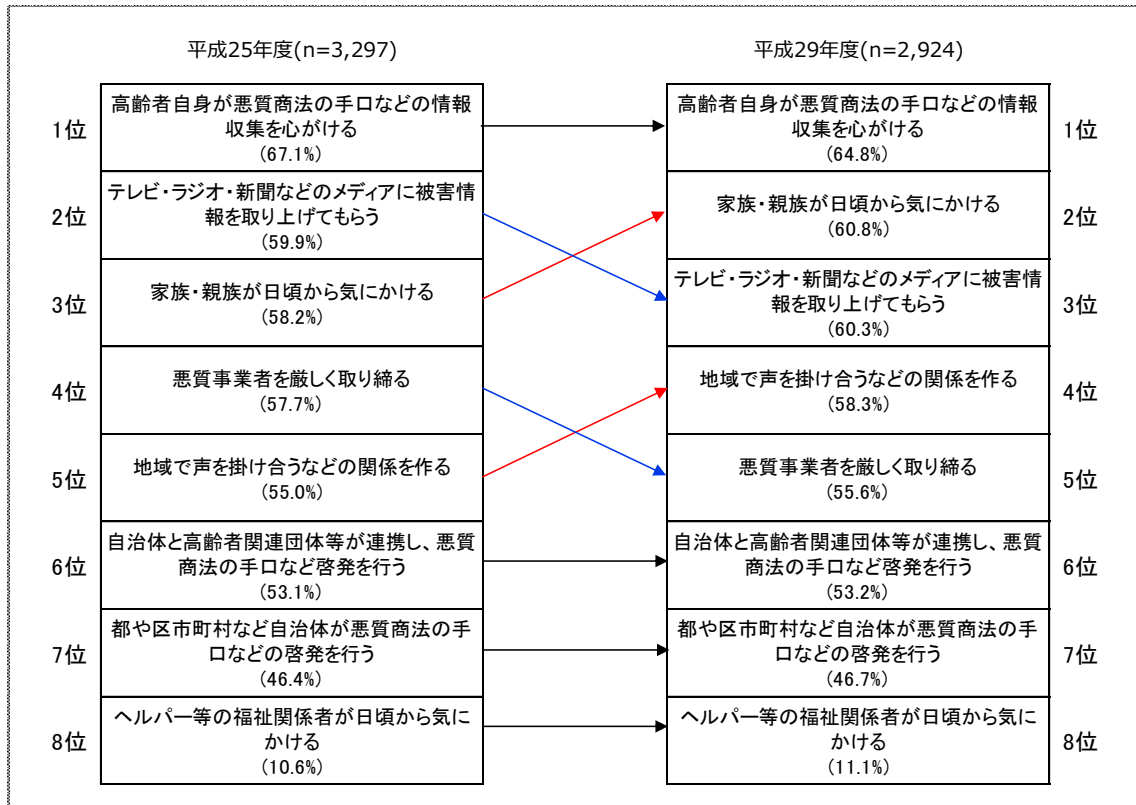 平成25年度(n=3,297)
平成29年度(n=2,924)
1位
高齢者自身が悪質商法の手口などの情報
収集を心がける
(67.1%)
高齢者自身が悪質商法の手口などの情報
収集を心がける
(64.8%)
1位
2位
テレビ・ラジオ・新聞などのメディアに被害情
報を取り上げてもらう
(59.9%)
家族・親族が日頃から気にかける
(60.8%)
2位
3位
家族・親族が日頃から気にかける
(58.2%)
テレビ・ラジオ・新聞などのメディアに被害情
報を取り上げてもらう
(60.3%)
3位
4位
悪質事業者を厳しく取り締る
(57.7%)
地域で声を掛け合うなどの関係を作る
(58.3%)
4位
5位
地域で声を掛け合うなどの関係を作る
(55.0%)
悪質事業者を厳しく取り締る
(55.6%)
5位
6位
自治体と高齢者関連団体等が連携し、悪質
商法の手口など啓発を行う
(53.1%)
自治体と高齢者関連団体等が連携し、悪質
商法の手口など啓発を行う
(53.2%)
6位
7位
都や区市町村など自治体が悪質商法の手
口などの啓発を行う
(46.4%)
都や区市町村など自治体が悪質商法の手
口などの啓発を行う
(46.7%)
7位
8位
ヘルパー等の福祉関係者が日頃から気に
かける
(10.6%)
ヘルパー等の福祉関係者が日頃から気に
かける
(11.1%)
8位